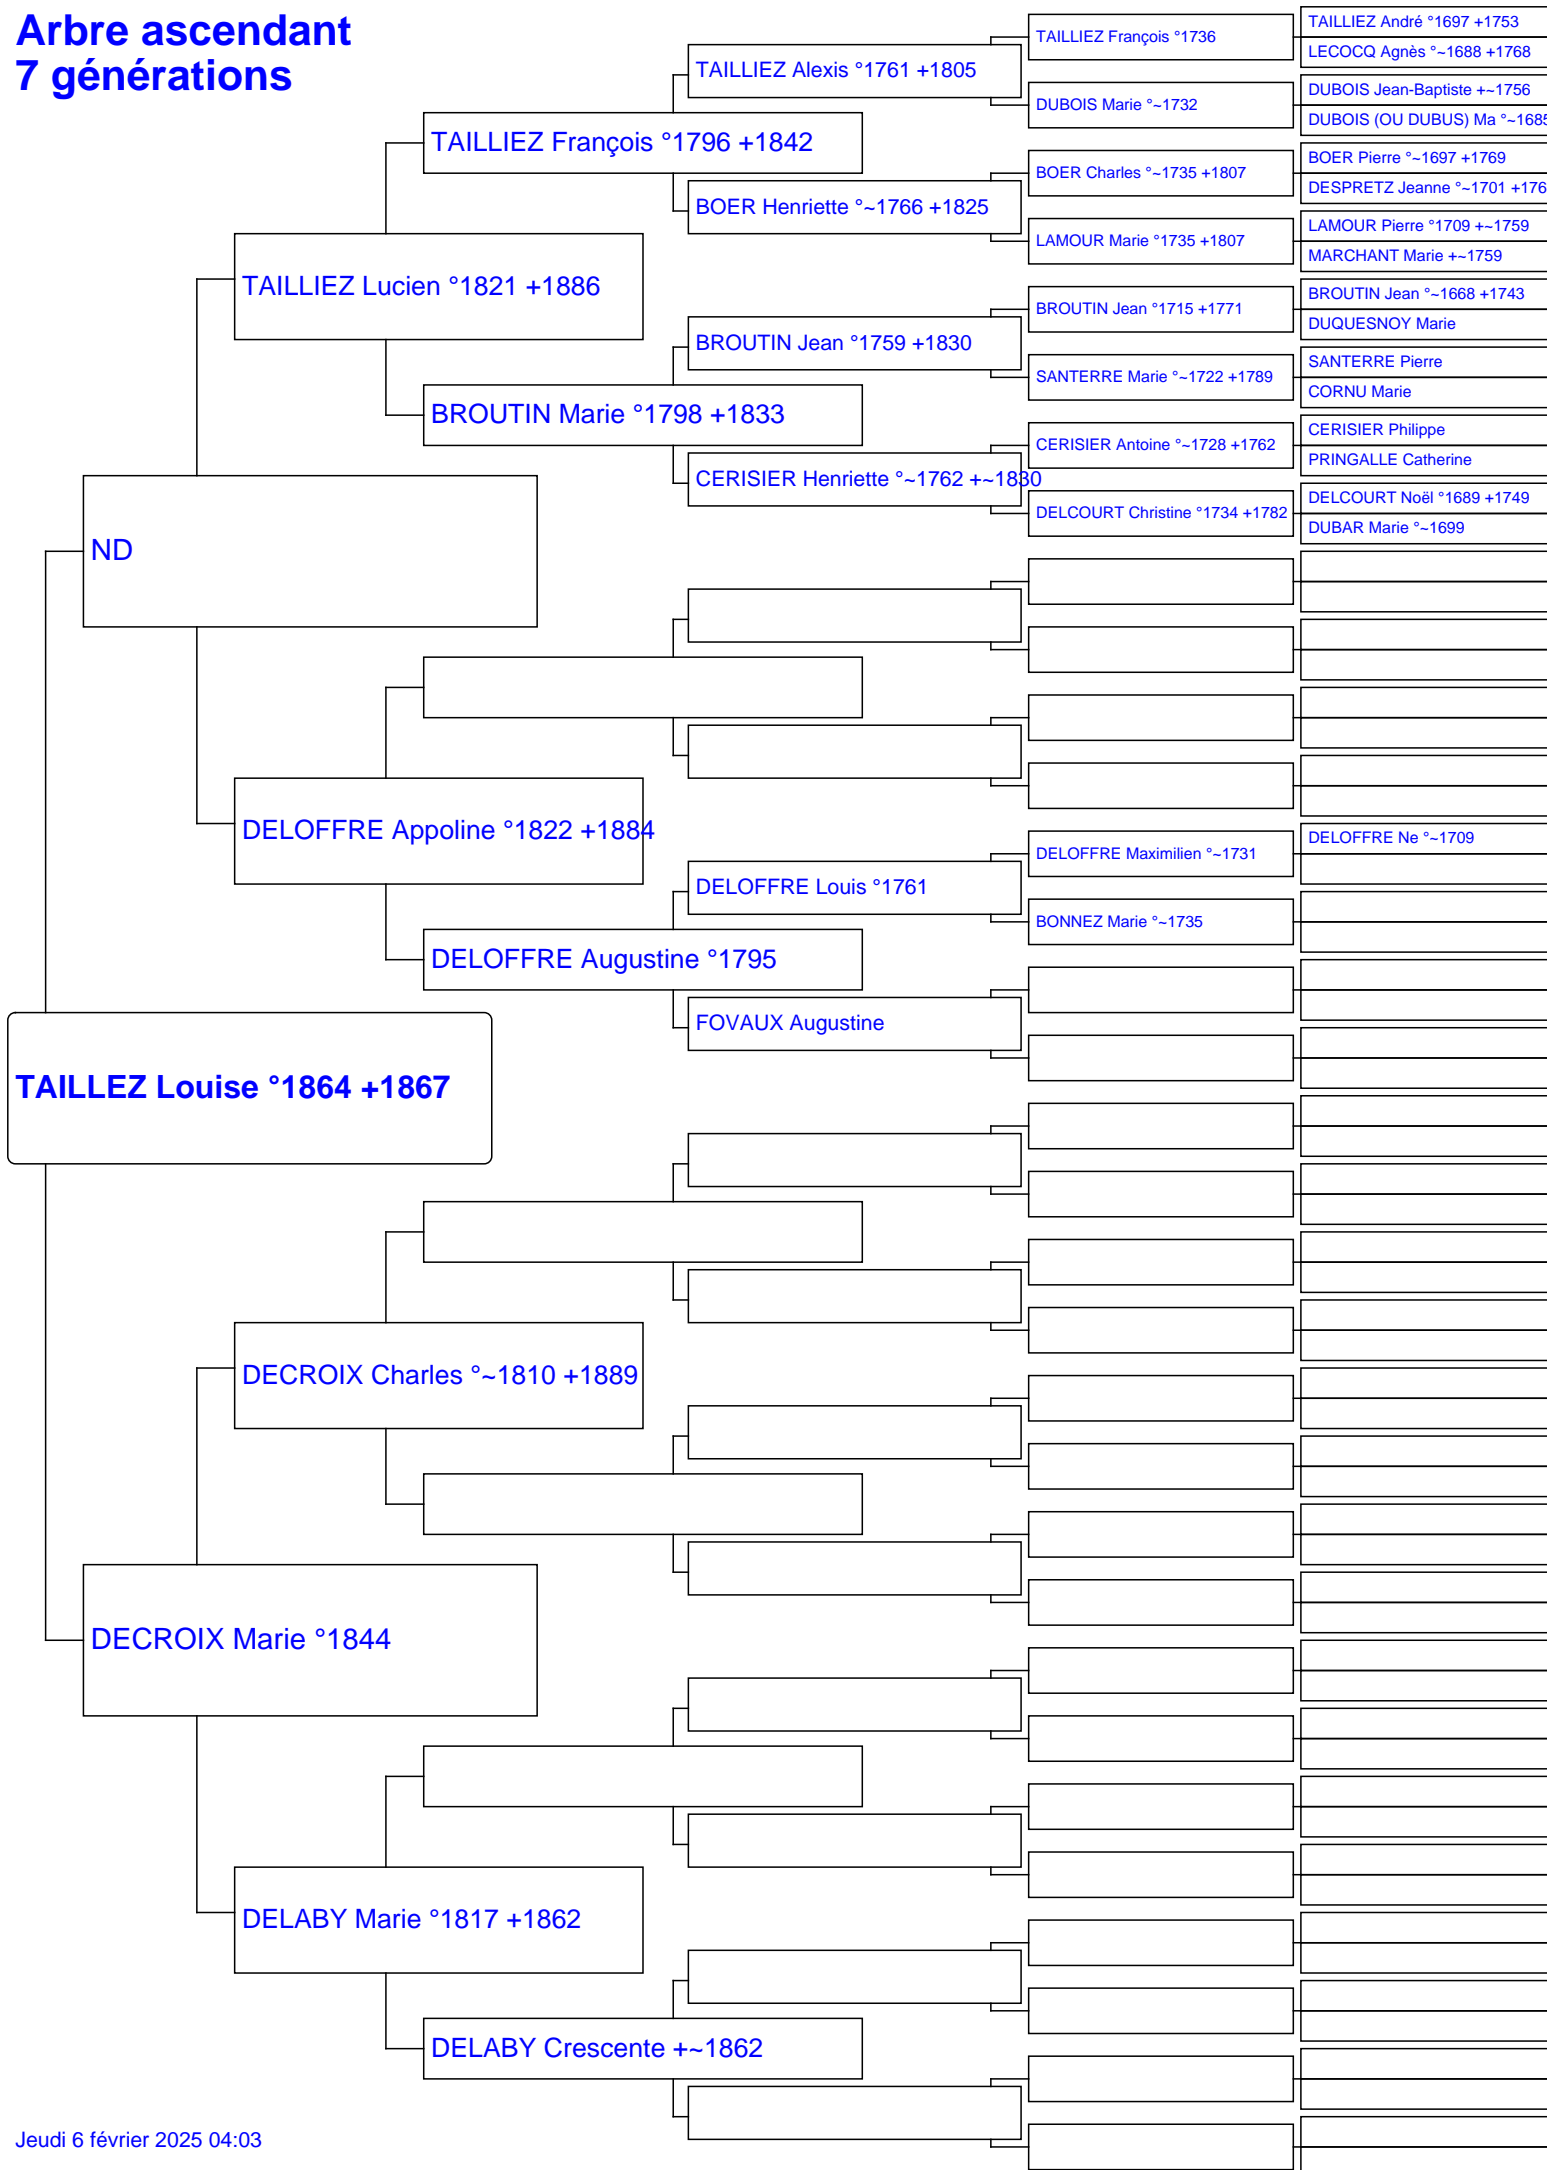 Arbre ascendant
7 générations
TAILLEZ Louise °1864 +1867
ND
DECROIX Marie °1844
TAILLIEZ Lucien °1821 +1886
DELOFFRE Appoline °1822 +1884
DECROIX Charles °~1810 +1889
DELABY Marie °1817 +1862
TAILLIEZ François °1796 +1842
BROUTIN Marie °1798 +1833
DELOFFRE Augustine °1795
DELABY Crescente +~1862
TAILLIEZ Alexis °1761 +1805
BOER Henriette °~1766 +1825
BROUTIN Jean °1759 +1830
CERISIER Henriette °~1762 +~1830
DELOFFRE Louis °1761
FOVAUX Augustine
TAILLIEZ François °1736
DUBOIS Marie °~1732
BOER Charles °~1735 +1807
LAMOUR Marie °1735 +1807
BROUTIN Jean °1715 +1771
SANTERRE Marie °~1722 +1789
CERISIER Antoine °~1728 +1762
DELCOURT Christine °1734 +1782
DELOFFRE Maximilien °~1731
BONNEZ Marie °~1735
TAILLIEZ André °1697 +1753
LECOCQ Agnès °~1688 +1768
DUBOIS Jean-Baptiste +~1756
DUBOIS (OU DUBUS) Ma °~1685
BOER Pierre °~1697 +1769
DESPRETZ Jeanne °~1701 +176
LAMOUR Pierre °1709 +~1759
MARCHANT Marie +~1759
BROUTIN Jean °~1668 +1743
DUQUESNOY Marie
SANTERRE Pierre
CORNU Marie
CERISIER Philippe
PRINGALLE Catherine
DELCOURT Noël °1689 +1749
DUBAR Marie °~1699
DELOFFRE Ne °~1709
Jeudi 6 février 2025 04:03